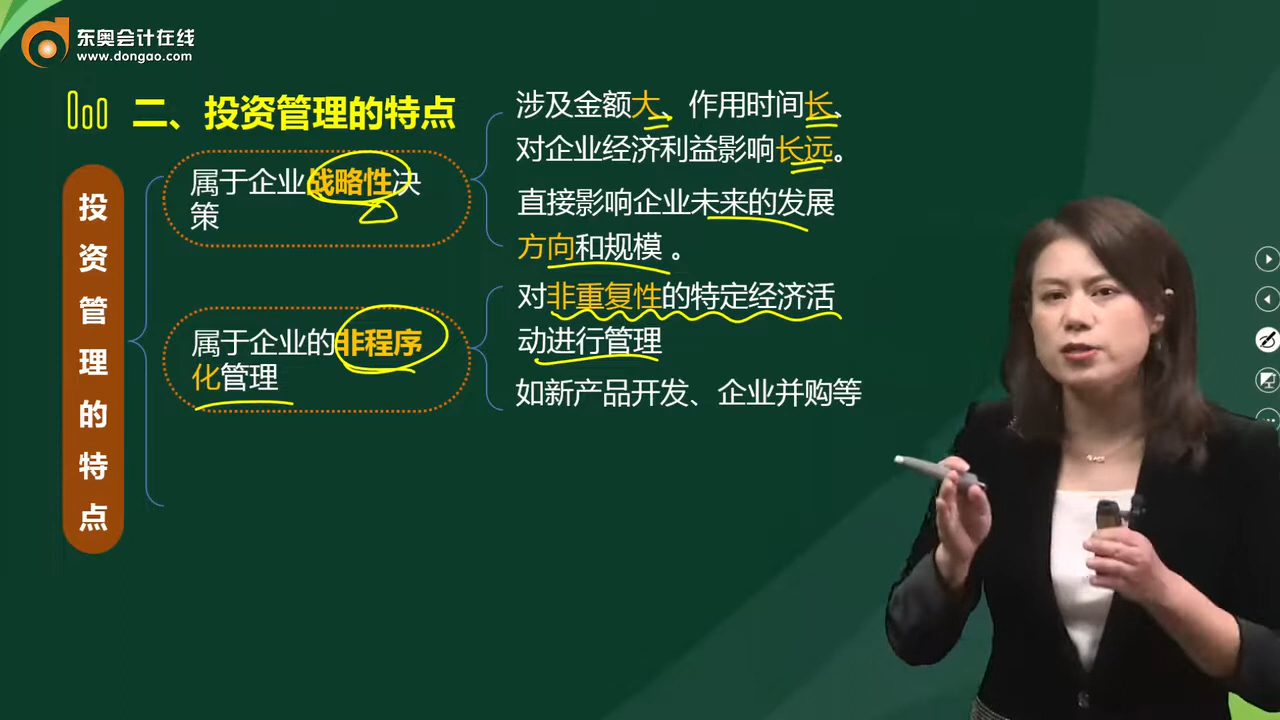 东奥会计在线
www.dongao.com
二、投资管理的特点
投资管理的特点
属于企业战略性决
策
涉及金额大、作用时间长、
对企业经济利益影响长远。
直接影响企业未来的发展
方向和规模。
属于企业的非程序
化管理
对非重复性的特定经济活
动进行管理
如新产品开发、企业并购等